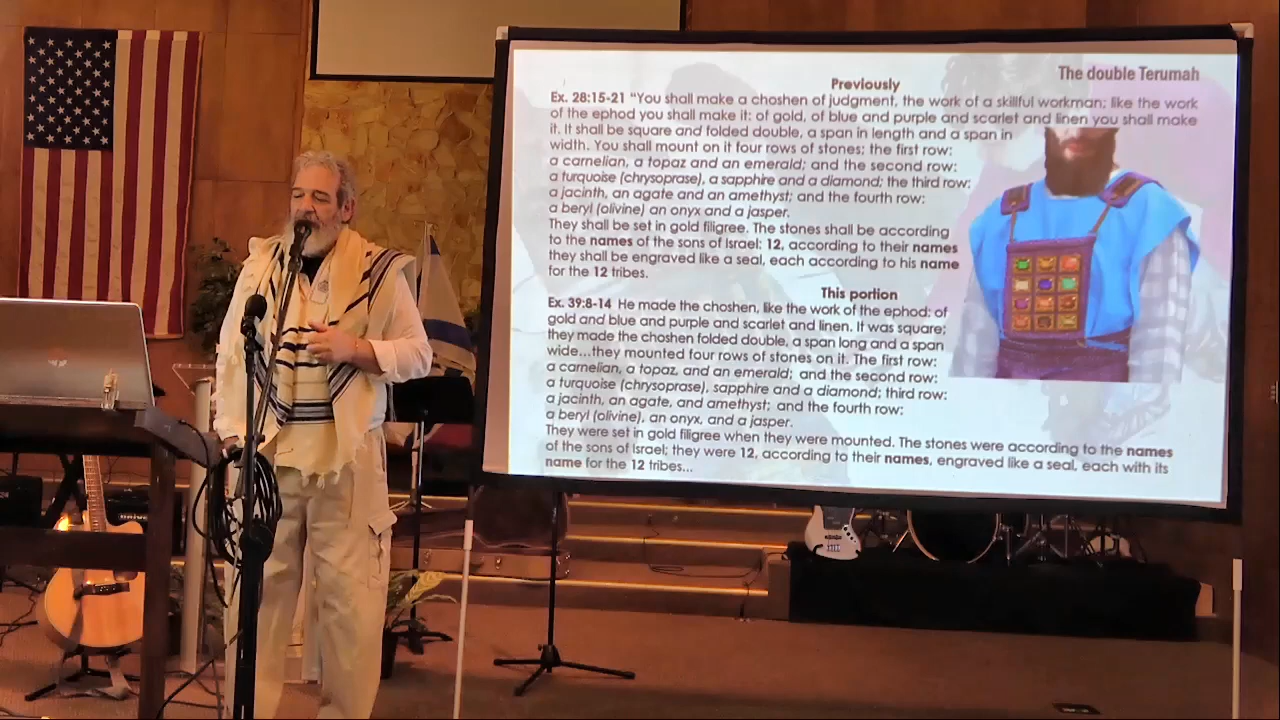 The double Terumah
Previously
Ex. 28:15-21 "You shall make a choshen of judgment, the work of a skillful workman; like the work
of the ephod you shall make it: of gold, of blue and purple and scarlet and linen you shall make
it. It shall be square and folded double, a span in length and a span in
width. You shall mount on it four rows of stones; the first row:
a carnelian, a topaz and an emerald; and the second row:
a turquoise (chrysoprase), a sapphire and a diamond; the third row;
a jacinth, an agate and an amethyst; and the fourth row:
a beryl (olivine) an onyx and a jasper.
They shall be set in gold filigree. The stones shall be according
to the names of the sons of Israel: 12, according to their names
they shall be engraved like a seal, each according to his name
for the 12 tribes.
This portion
Ex. 39:8-14 He made the choshen, like the work of the ephod: of
gold and blue and purple and scarlet and linen. It was square;
they made the choshen folded double, a span long and a span
wide...they mounted four rows of stones on it. The first row:
a carnelian, a topaz, and an emerald; and the second row:
a turquoise (chrysoprase), sapphire and a diamond; third row:
a jacinth, an agate, and amethyst; and the fourth row;
a beryl (olivine), an onyx, and a jasper.
They were set in gold filigree when they were mounted. The stones were according to the names
of the sons of Israel; they were 12, according to their names, engraved like a seal, each with its
name for the 12 tribes...